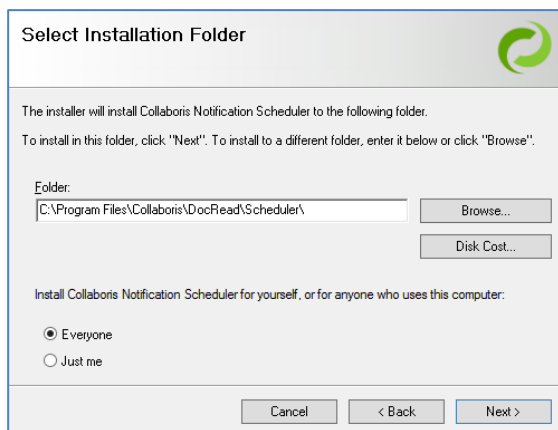 Select Installation Folder
The installer will install Collaboris Notification Scheduler to the following folder.
To install in this folder, click "Next". To install to a different folder, enter it below or click "Browse".
Folder:
C:\Program Files\Collaboris\DocRead\Scheduler\
Browse...
Disk Cost...
Install Collaboris Notification Scheduler for yourself, or for anyone who uses this computer:
Everyone
Just me
Cancel
< Back
Next >